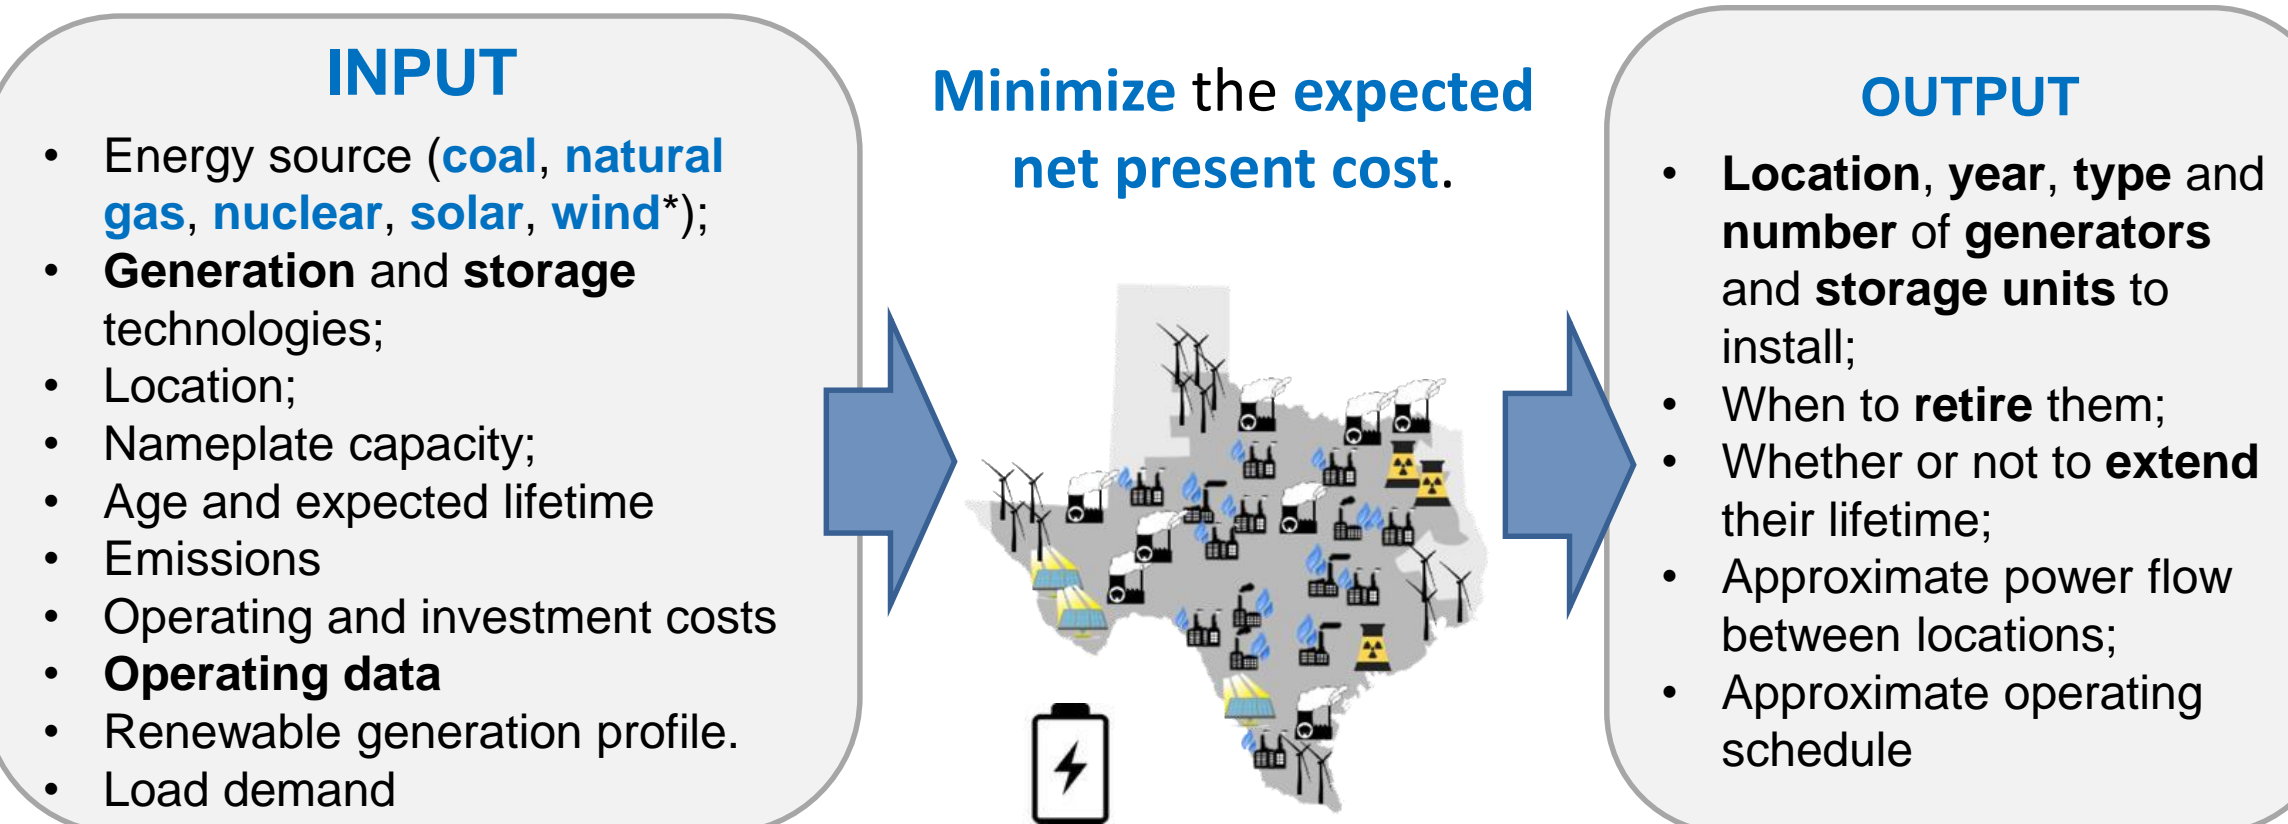 INPUT
• Energy source (coal, natural
gas, nuclear, solar, wind*);
• Generation and storage
technologies;
• Location;
• Nameplate capacity;
• Age and expected lifetime
• Emissions
• Operating and investment costs
• Operating data
• Renewable generation profile.
• Load demand
Minimize the expected
net present cost.
OUTPUT
• Location, year, type and
number of generators
and storage units to
install;
• When to retire them;
• Whether or not to extend
their lifetime;
• Approximate power flow
between locations;
• Approximate operating
schedule